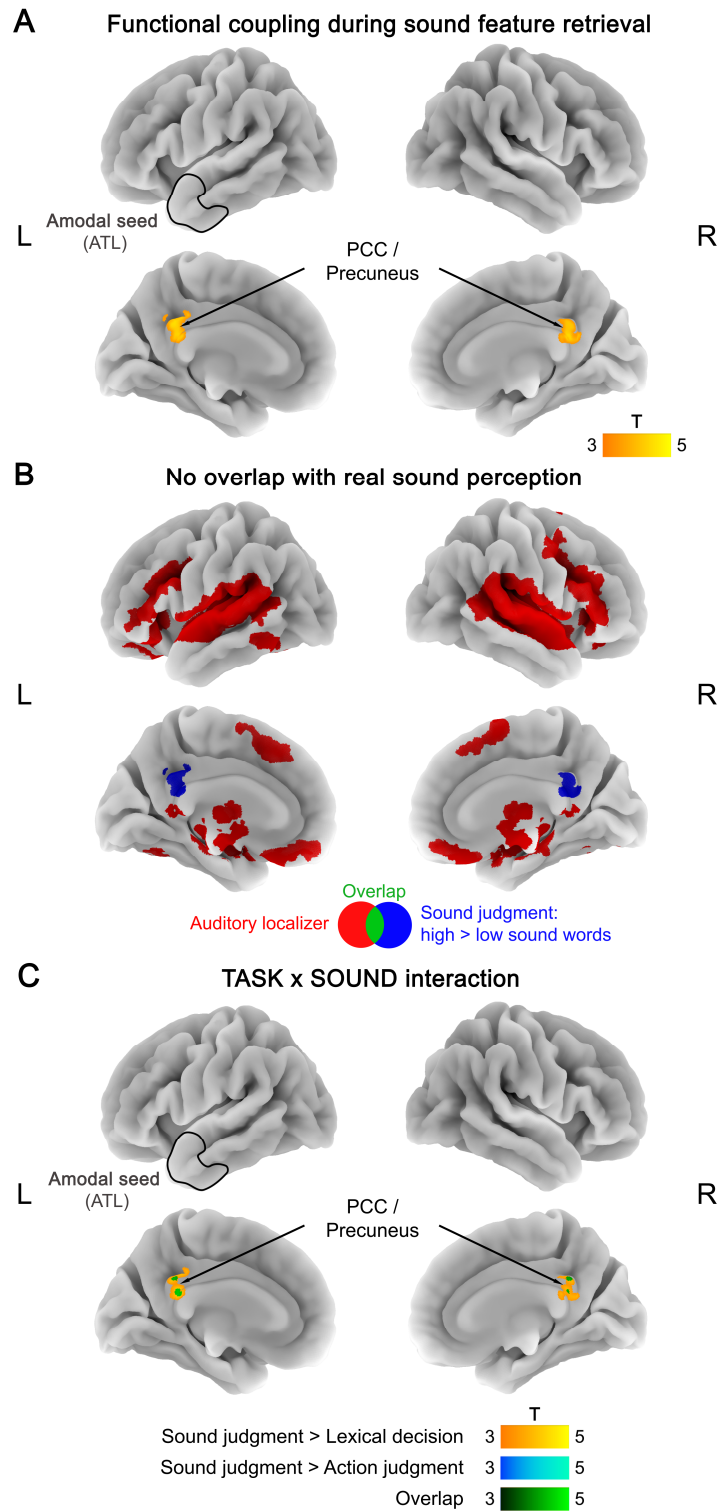 A
Functional coupling during sound feature retrieval
Amodal seed
(ATL)
L
R
PCC /
Precuneus
T
3
5
B
No overlap with real sound perception
L
R
Overlap
Auditory localizer
Sound judgment:
high > low sound words
C
TASK x SOUND interaction
Amodal seed
(ATL)
L
R
PCC /
Precuneus
T
Sound judgment > Lexical decision 3 5
Sound judgment > Action judgment 3 5
Overlap 3 5